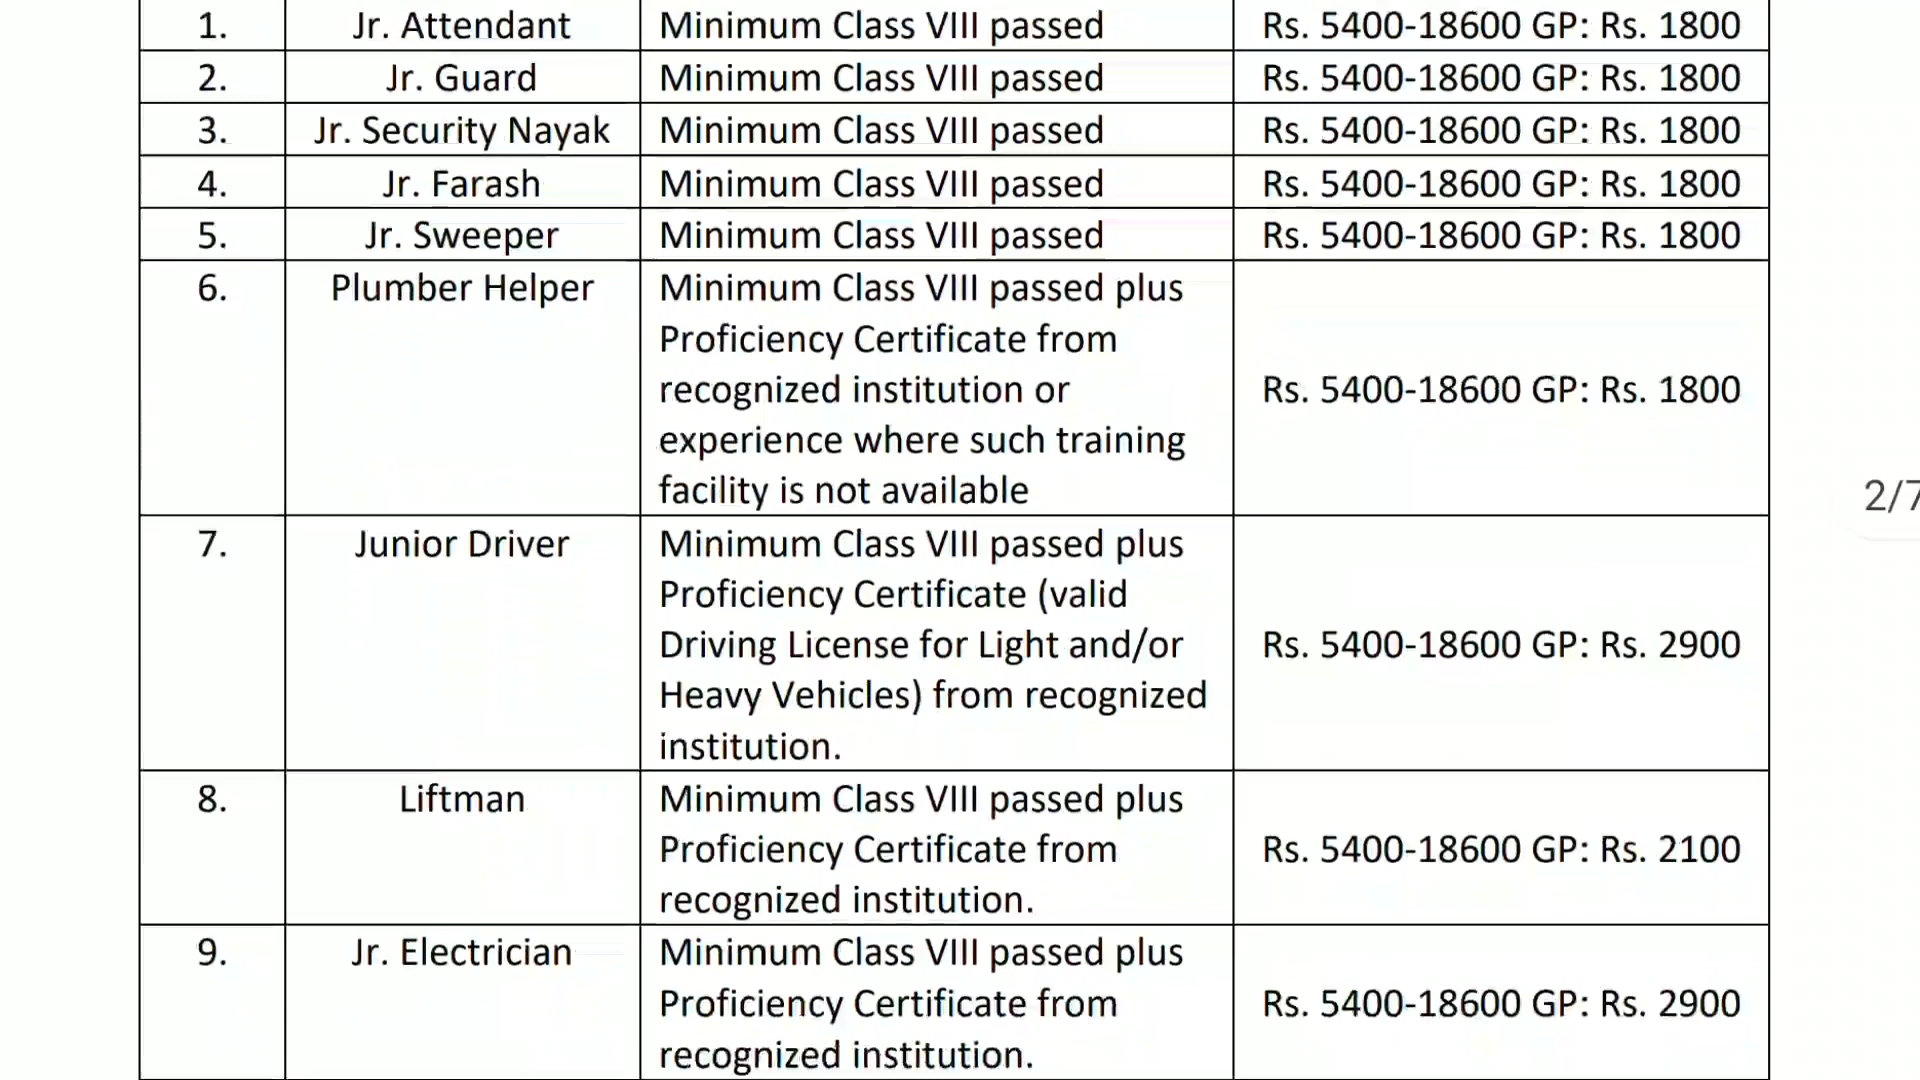 1. Jr. Attendant Minimum Class VIII passed Rs. 5400-18600 GP: Rs. 1800
2. Jr. Guard Minimum Class VIII passed Rs. 5400-18600 GP: Rs. 1800
3. Jr. Security Nayak Minimum Class VIII passed Rs. 5400-18600 GP: Rs. 1800
4. Jr. Farash Minimum Class VIII passed Rs. 5400-18600 GP: Rs. 1800
5. Jr. Sweeper Minimum Class VIII passed Rs. 5400-18600 GP: Rs. 1800
6. Plumber Helper Minimum Class VIII passed plus
Proficiency Certificate from
recognized institution or
experience where such training
facility is not available
Rs. 5400-18600 GP: Rs. 1800
7. Junior Driver Minimum Class VIII passed plus
Proficiency Certificate (valid
Driving License for Light and/or
Heavy Vehicles) from recognized
institution.
Rs. 5400-18600 GP: Rs. 2900
8. Liftman Minimum Class VIII passed plus
Proficiency Certificate from
recognized institution.
Rs. 5400-18600 GP: Rs. 2100
9. Jr. Electrician Minimum Class VIII passed plus
Proficiency Certificate from
recognized institution.
Rs. 5400-18600 GP: Rs. 2900
2/7